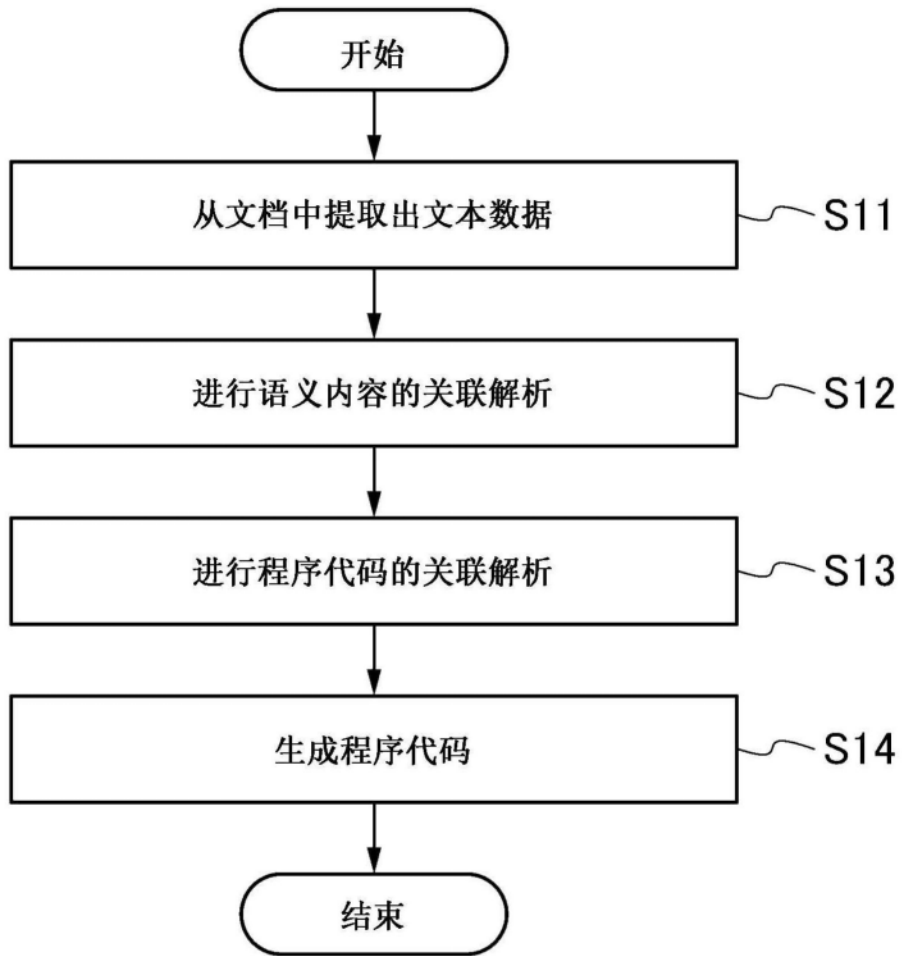 开始
从文档中提取出文本数据
S11
进行语义内容的关联解析
S12
进行程序代码的关联解析
S13
生成程序代码
S14
结束